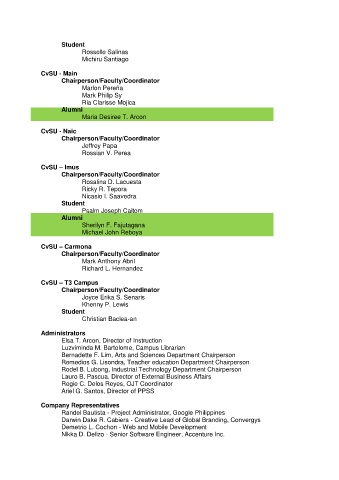 Student
Rosselle Salinas
Michiru Santiago
CvSU - Main
Chairperson/Faculty/Coordinator
Marlon Pereña
Mark Philip Sy
Ria Clarisse Mojica
Alumni
Maria Desiree T. Arcon
CvSU - Naic
Chairperson/Faculty/Coordinator
Jeffrey Papa
Rossian V. Perea
CvSU – Imus
Chairperson/Faculty/Coordinator
Rosalina D. Lacuesta
Ricky R. Tepora
Nicasio I. Saavedra
Student
Psalm Joseph Caltom
Alumni
Sherilyn F. Fajutagana
Michael John Reboya
CvSU – Carmona
Chairperson/Faculty/Coordinator
Mark Anthony Abril
Richard L. Hernandez
CvSU – T3 Campus
Chairperson/Faculty/Coordinator
Joyce Erika S. Senaris
Khenny P. Lewis
Student
Christian Baclea-an
Administrators
Elsa T. Arcon, Director of Instruction
Luzviminda M. Bartolome, Campus Librarian
Bernadette F. Lim, Arts and Sciences Department Chairperson
Remedios G. Lisondra, Teacher education Department Chairperson
Rodel B. Lubong, Industrial Technology Department Chairperson
Lauro B. Pascua, Director of External Business Affairs
Regie C. Delos Reyes, OJT Coordinator
Ariel G. Santos, Director of PPSS
Company Representatives
Randel Bautista - Project Administrator, Google Philippines
Darwin Dake R. Cabiers - Creative Lead of Global Branding, Convergys
Demetrio L. Cochon - Web and Mobile Development
Nikka D. Delizo - Senior Software Engineer, Accenture Inc.